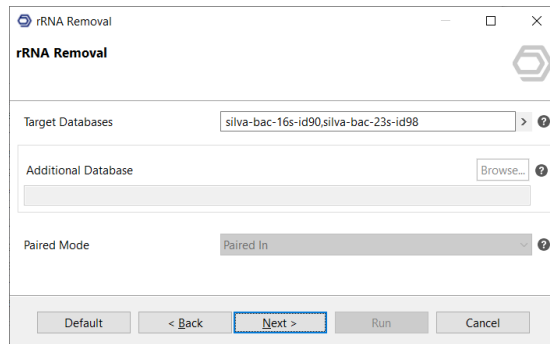 rRNA Removal
rRNA Removal
Target Databases silva-bac-16s-id90,silva-bac-23s-id98 > ?
Additional Database Browse... ?
Paired Mode Paired In ?
Default < Back Next > Run Cancel